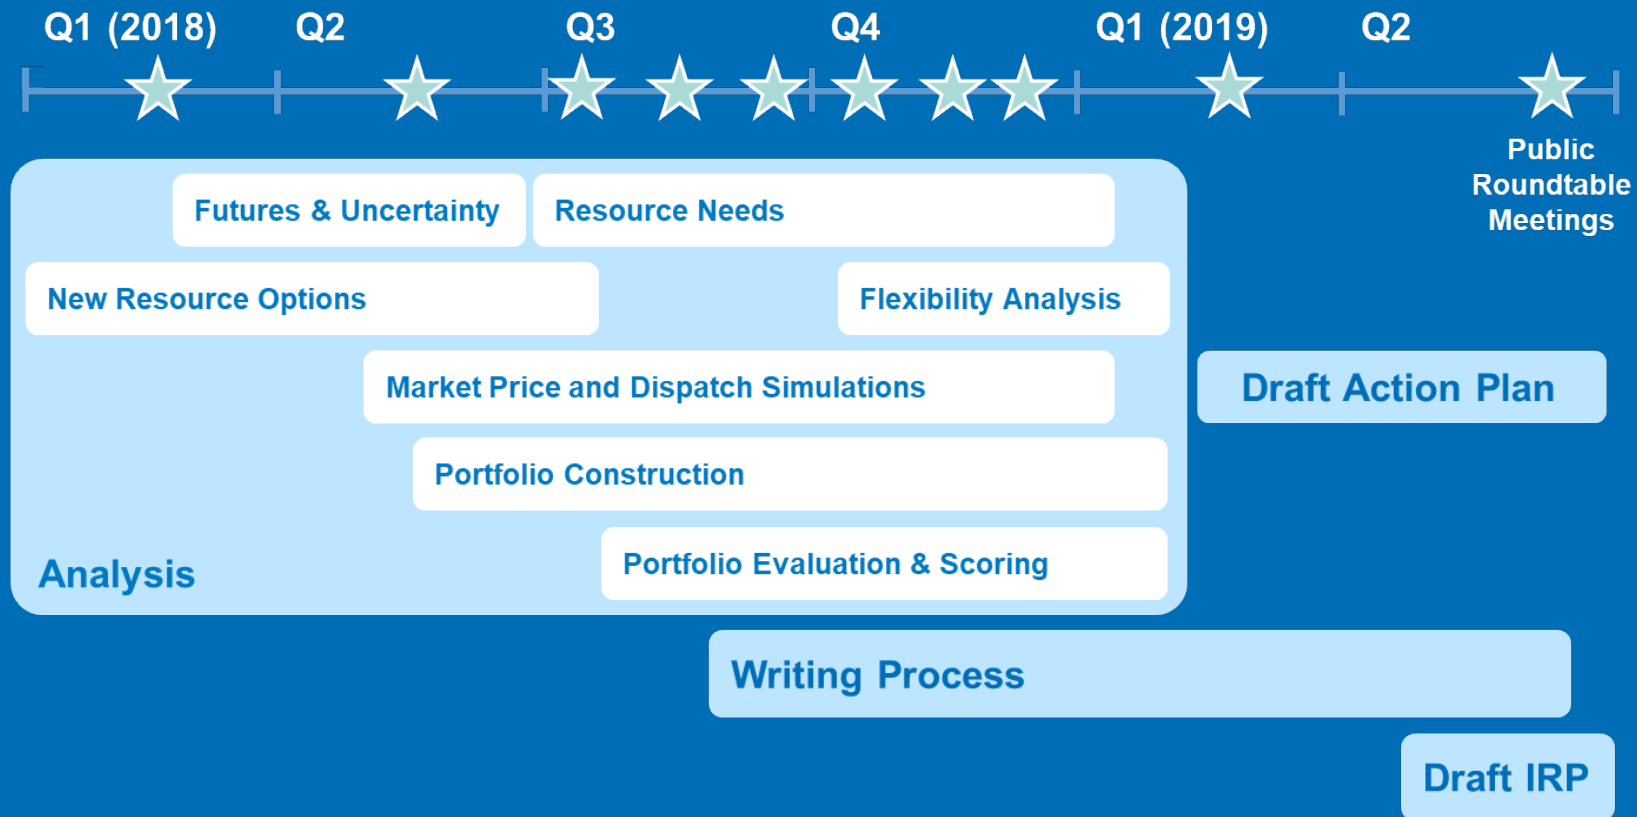 Q1 (2018) Q2 Q3 Q4 Q1 (2019) Q2
Public
Roundtable
Meetings
Futures & Uncertainty Resource Needs
New Resource Options Flexibility Analysis
Market Price and Dispatch Simulations Draft Action Plan
Portfolio Construction
Portfolio Evaluation & Scoring
Analysis
Writing Process
Draft IRP